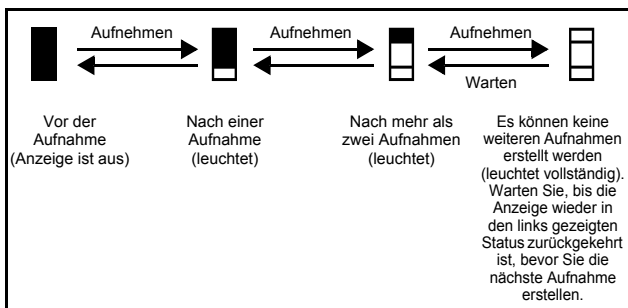 Aufnehmen
Aufnehmen
Aufnehmen
Warten
Vor der
Aufnahme
(Anzeige ist aus)
Nach einer
Aufnahme
(leuchtet)
Nach mehr als
zwei Aufnahmen
(leuchtet)
Es können keine
weiteren Aufnahmen
erstellt werden
(leuchtet vollständig).
Warten Sie, bis die
Anzeige wieder in
den links gezeigten
Status zurückgekehrt
ist, bevor Sie die
nächste Aufnahme
erstellen.